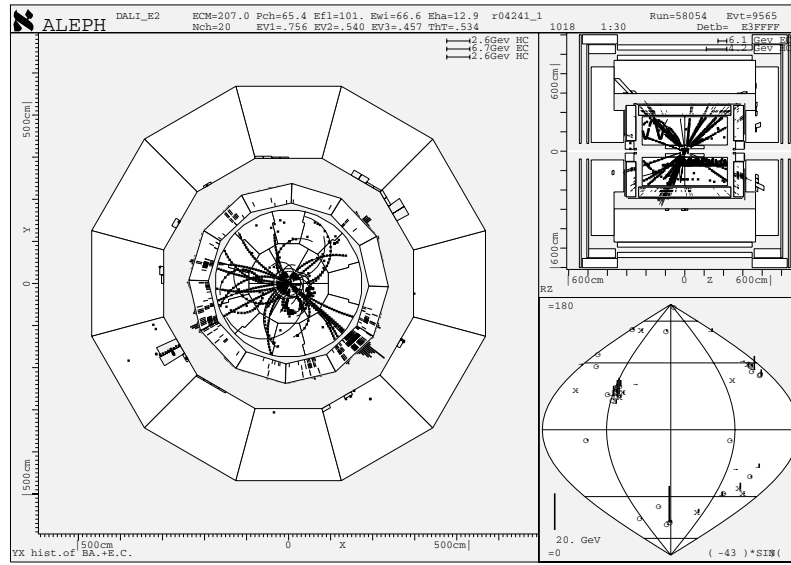 ALEPH DALI_E2 ECM=207.0 Pch=65.4 Efl=101. Ewi=66.6 Eha=12.9 r04241_1 Run=58054 Evt=9565
Nch=20 EV1=.756 EV2=.540 EV3=.457 ThT=.534 1018 1:30 Detb= E3FFFF
2.6Gev HC
6.7Gev EC
2.6Gev HC
500cm|
Y
0
|500cm
|500cm 0 X 500cm|
YX hist.of BA.+E.C.
6.1 Gev EC
4.2 Gev HC
600cm|
0
|600cm
|600cm 0 Z 600cm|
RZ
=180
20. GeV
=0